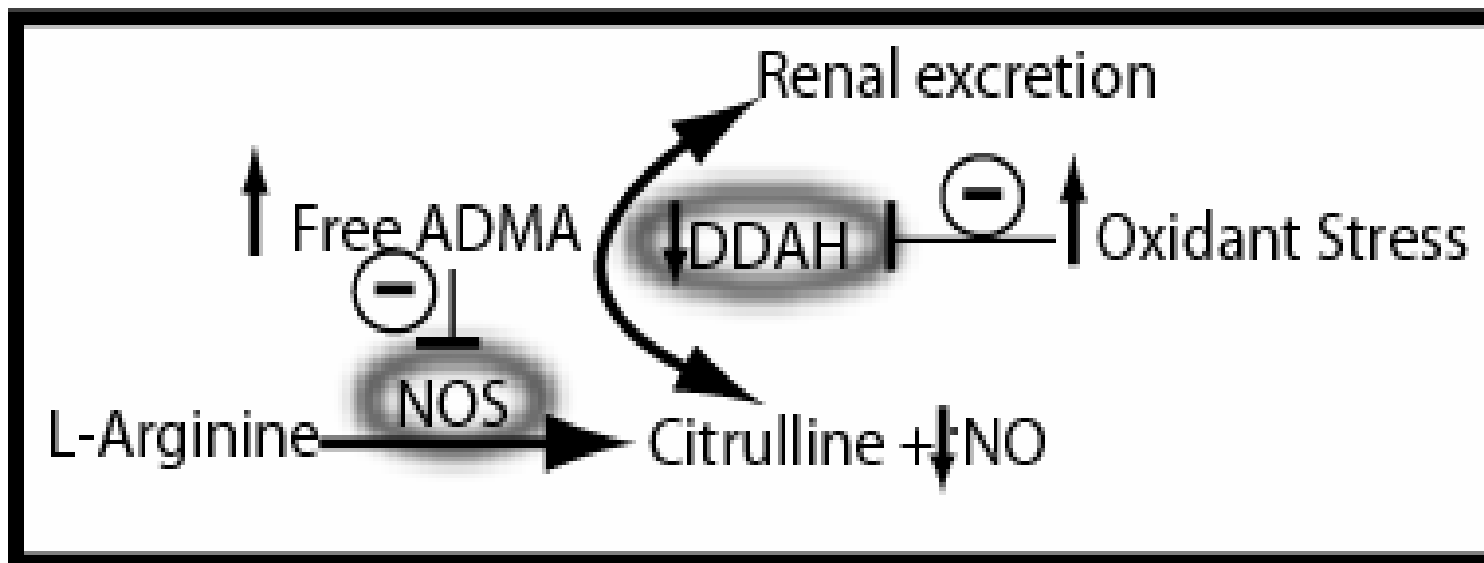 Renal excretion
Free ADMA
DDAH
Oxidant Stress
NOS
L-Arginine
Citrulline + NO